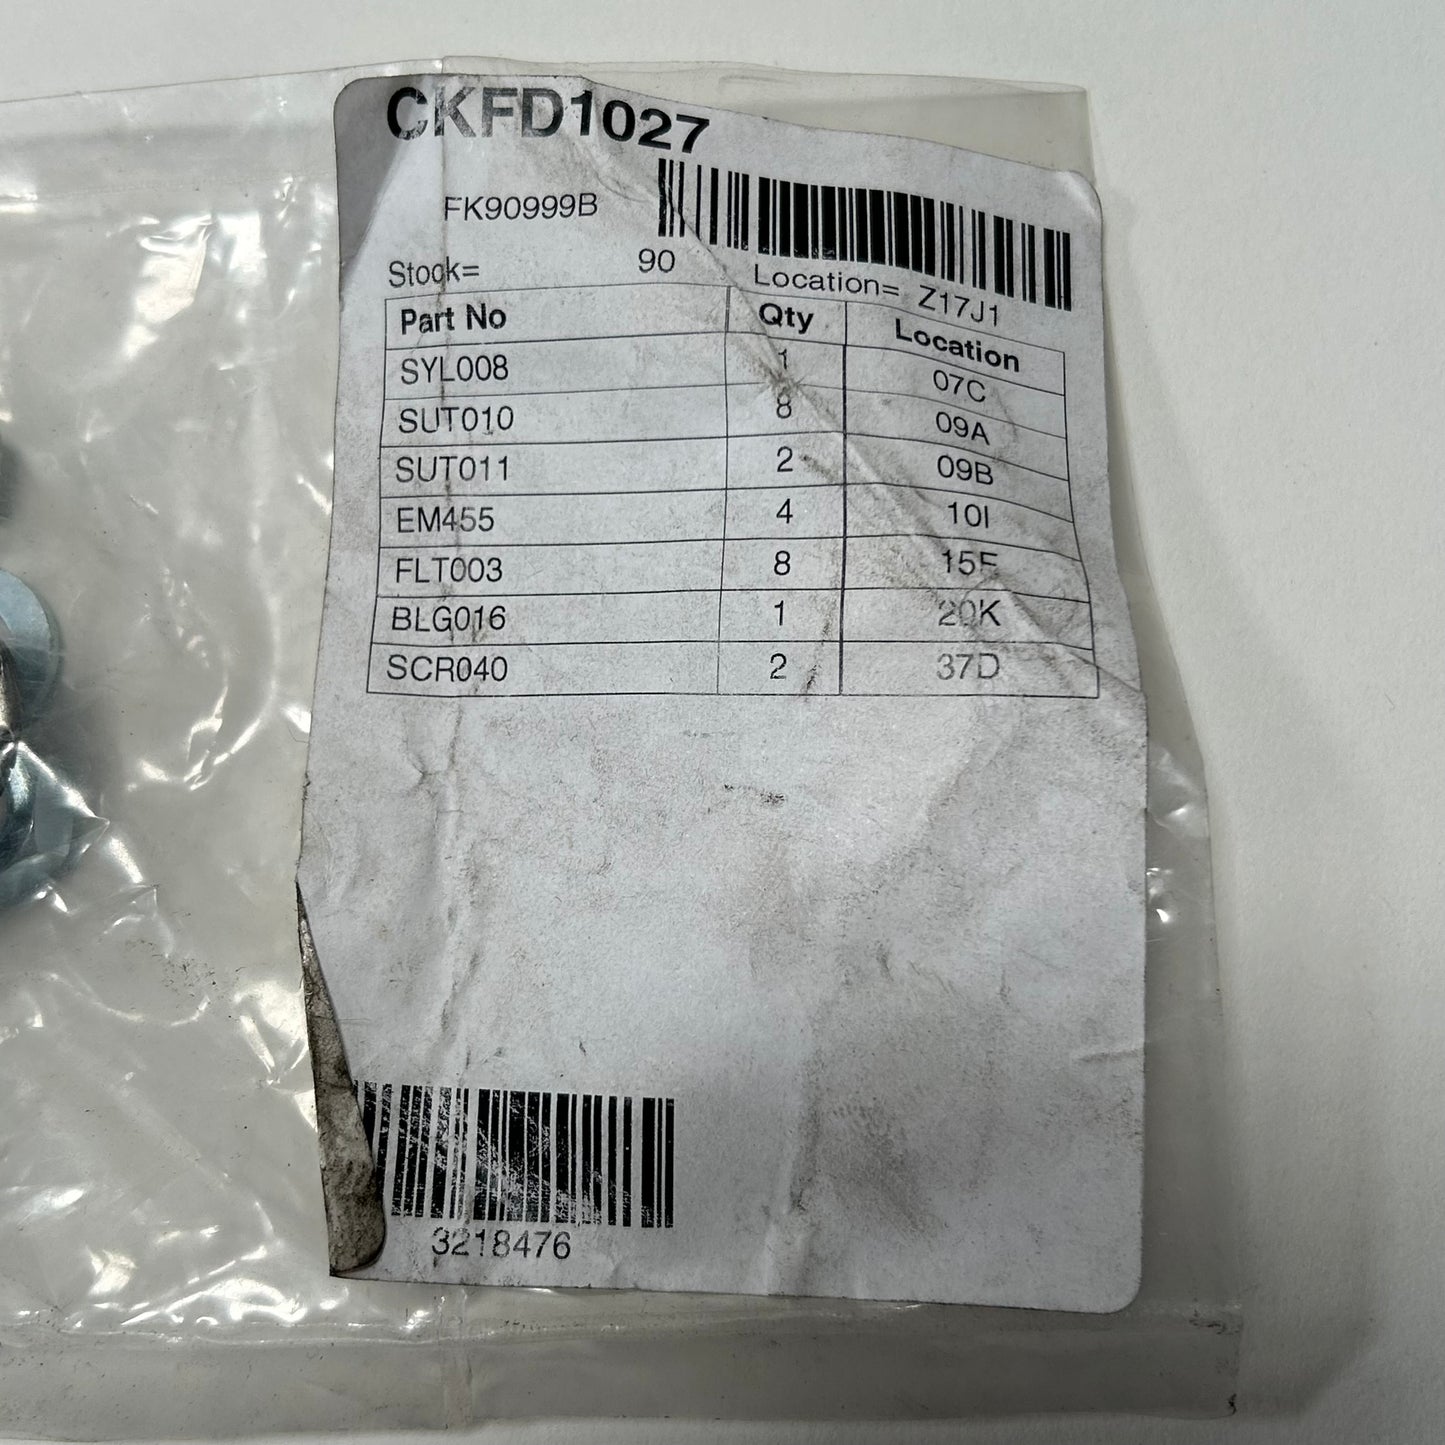 CKFD1027
FK90999B
Stock= 90 Location= Z17J1
Part No Qty Location
SYL008 1 07C
SUT010 8 09A
SUT011 2 09B
EM455 4 10I
FLT003 8
BLG016 1 20K
SCR040 2 37D
3218476